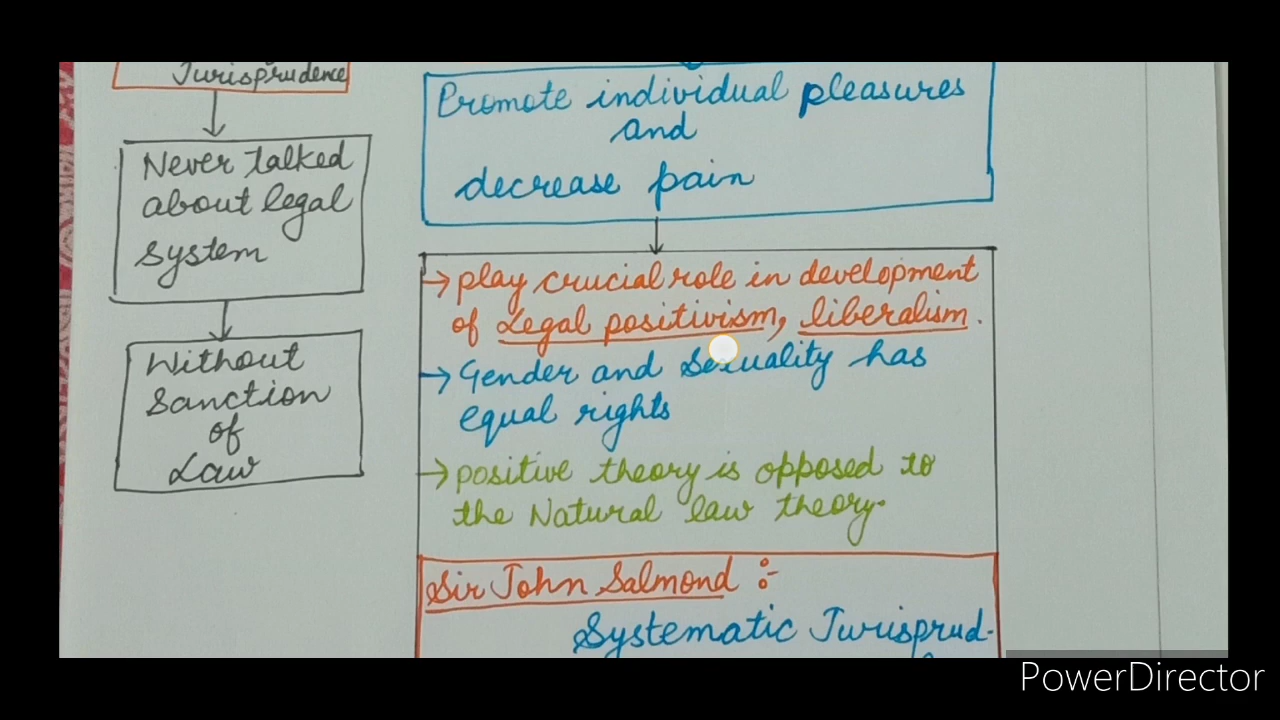 Jurisprudence
Never talked
about legal
system
Without
Sanction
of
Law
Promote individual pleasures
and
decrease pain
→ play crucial role in development
of Legal positivism, liberalism.
→ Gender and Sexuality has
equal rights
→ positive theory is opposed to
the Natural law theory.
Sir John Salmond :-
Systematic Jurisprud-
PowerDirector